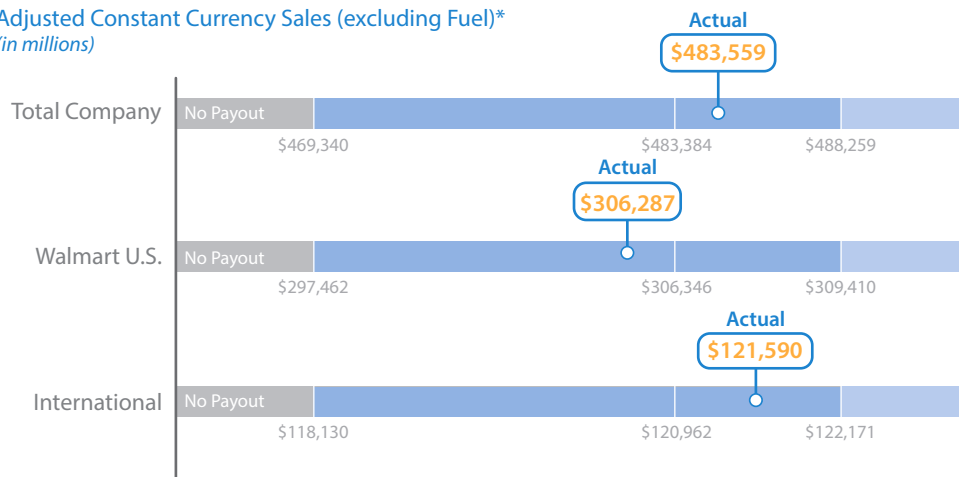 Adjusted Constant Currency Sales (excluding Fuel)*
(in millions)
Actual
$483,559
Total Company
No Payout
$469,340
$483,384
$488,259
Actual
$306,287
Walmart U.S.
No Payout
$297,462
$306,346
$309,410
Actual
$121,590
International
No Payout
$118,130
$120,962
$122,171